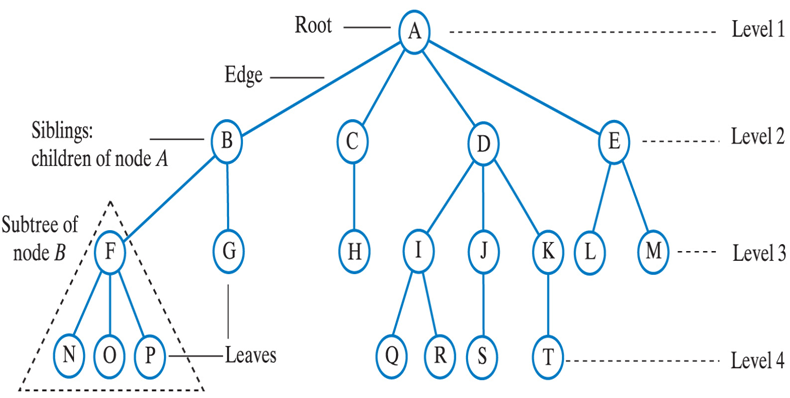 Root
A
Level 1
Edge
Siblings:
children of node A
B
C
D
E
Level 2
Subtree of
node B
F
G
H
I
J
K
L
M
Level 3
N
O
P
Leaves
Q
R
S
T
Level 4